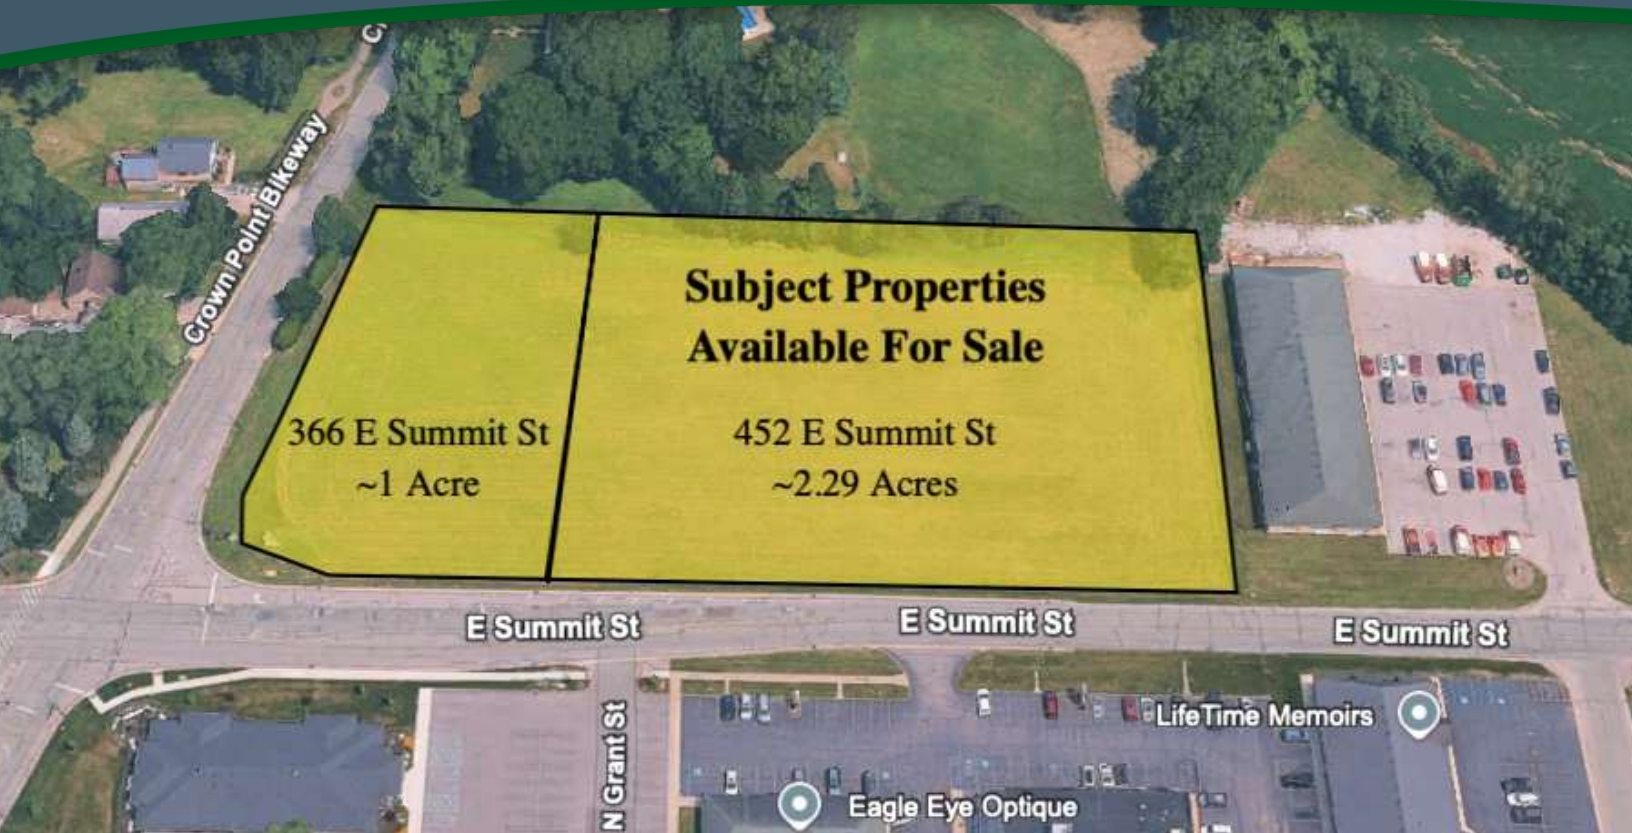 Crown Point Bikeway
Subject Properties
Available For Sale
366 E Summit St
~1 Acre
452 E Summit St
~2.29 Acres
E Summit St
E Summit St
E Summit St
N Grant St
LifeTime Memoirs
Eagle Eye Optique